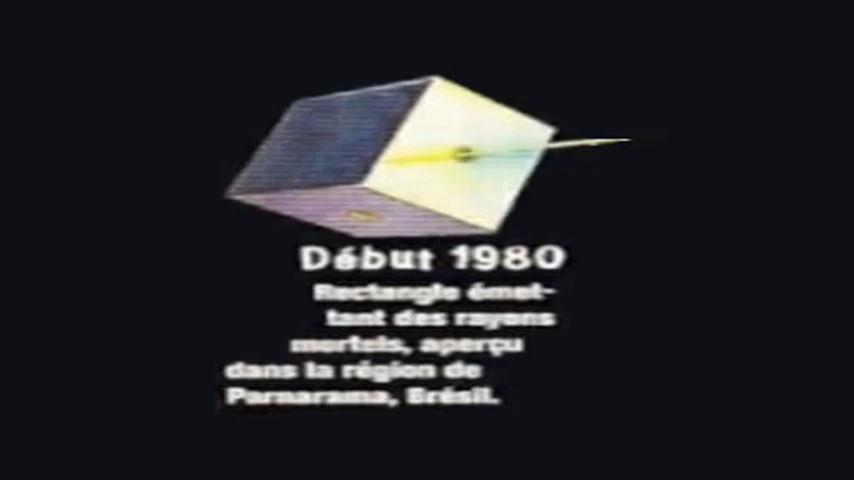 Début 1980
Rectangle émet-
tant des rayons
mortels, aperçu
dans la région de
Parnarama, Brésil.